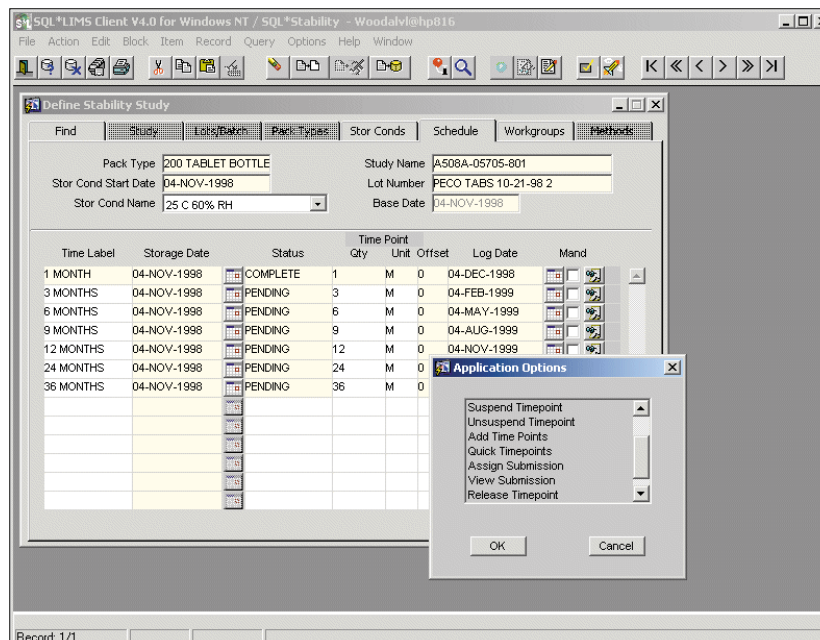 SQL*LIMS Client V4.0 for Windows NT / SQL*Stability - Woodalvl@hp816
File Action Edit Block Item Record Query Options Help Window
Define Stability Study
Find Study Lots/Batch Pack Types Stor Conds Schedule Workgroups Methods
Pack Type 200 TABLET BOTTLE Study Name A508A-05705-801
Stor Cond Start Date 04-NOV-1998 Lot Number PECO TABS 10-21-98 2
Stor Cond Name 25 C 60% RH Base Date 04-NOV-1998
Time Point
Time Label Storage Date Status Qty Unit Offset Log Date Mand
1 MONTH 04-NOV-1998 COMPLETE 1 M 0 04-DEC-1998
3 MONTHS 04-NOV-1998 PENDING 3 M 0 04-FEB-1999
6 MONTHS 04-NOV-1998 PENDING 6 M 0 04-MAY-1999
9 MONTHS 04-NOV-1998 PENDING 9 M 0 04-AUG-1999
12 MONTHS 04-NOV-1998 PENDING 12 M 0 04-NOV-1999
24 MONTHS 04-NOV-1998 PENDING 24 M 0
36 MONTHS 04-NOV-1998 PENDING 36 M 0
Application Options
Suspend Timepoint
Unsuspend Timepoint
Add Time Points
Quick Timepoints
Assign Submission
View Submission
Release Timepoint
OK Cancel
Record: 1/1